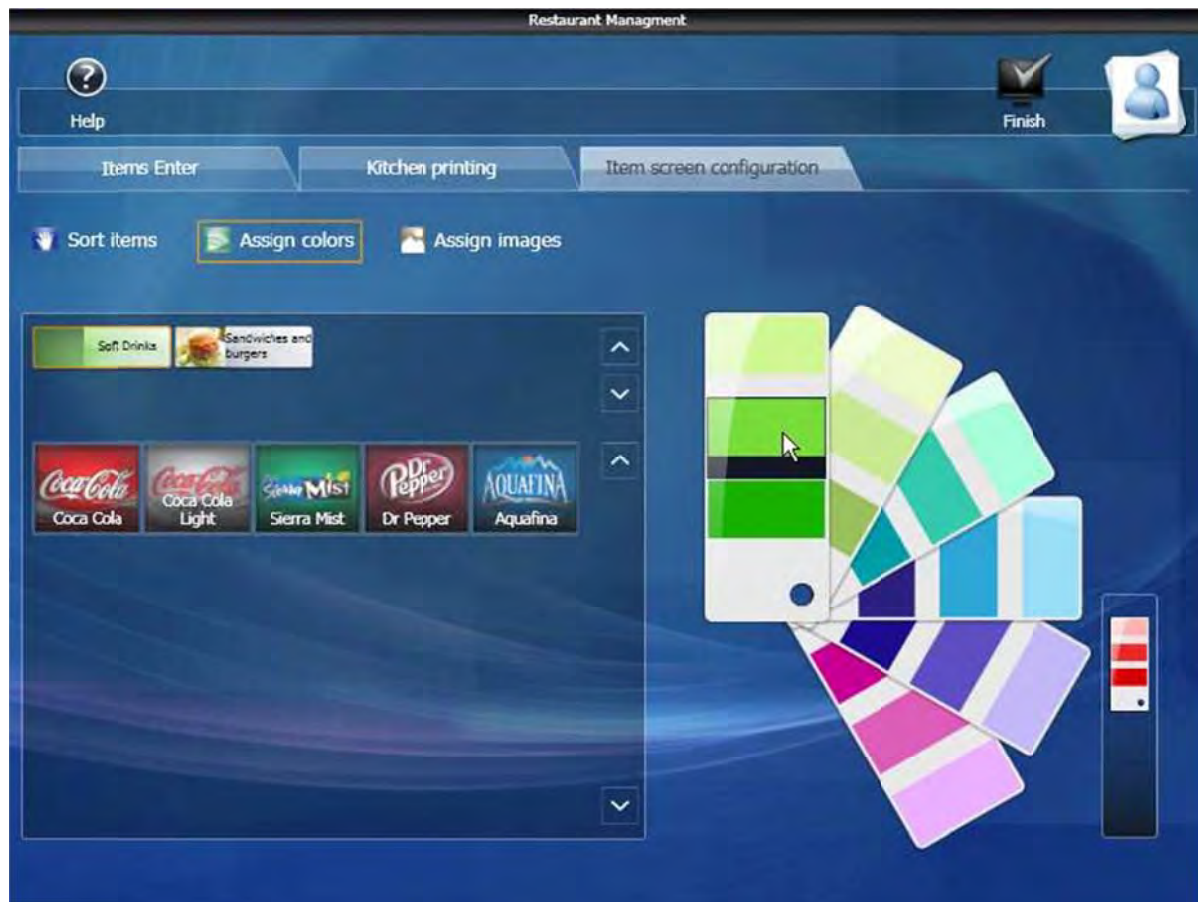 Restaurant Managment
?
Help
Finish
Items Enter
Kitchen printing
Item screen configuration
Sort items
Assign colors
Assign images
Soft Drinks
Sandwiches and
burgers
Coca-Cola
Coca Cola
Coca-Cola
Coca Cola
Light
Sierra Mist
Sierra Mist
Dr Pepper
Dr Pepper
AQUAFINA
Aquafina